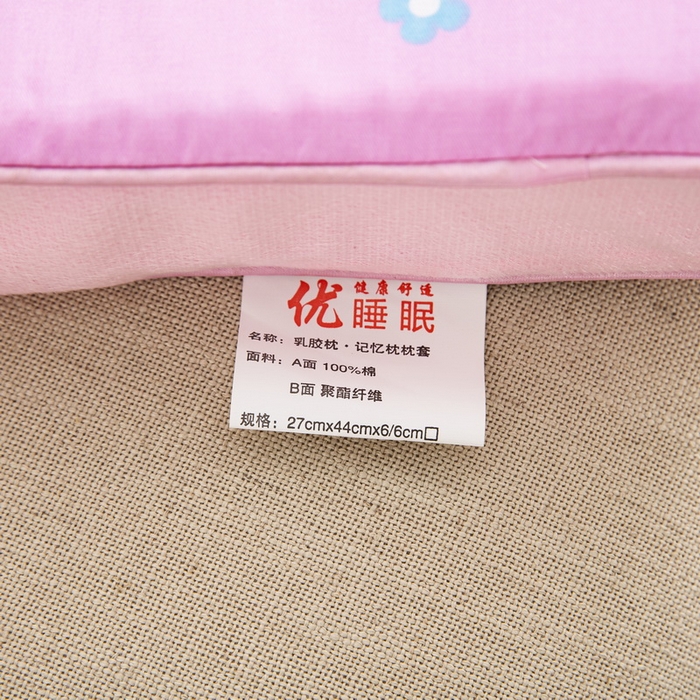 优 健康舒适
睡眠
名称：乳胶枕·记忆枕枕套
面料：A面 100%棉
B面 聚酯纤维
规格：27cmx44cmx6/6cm□